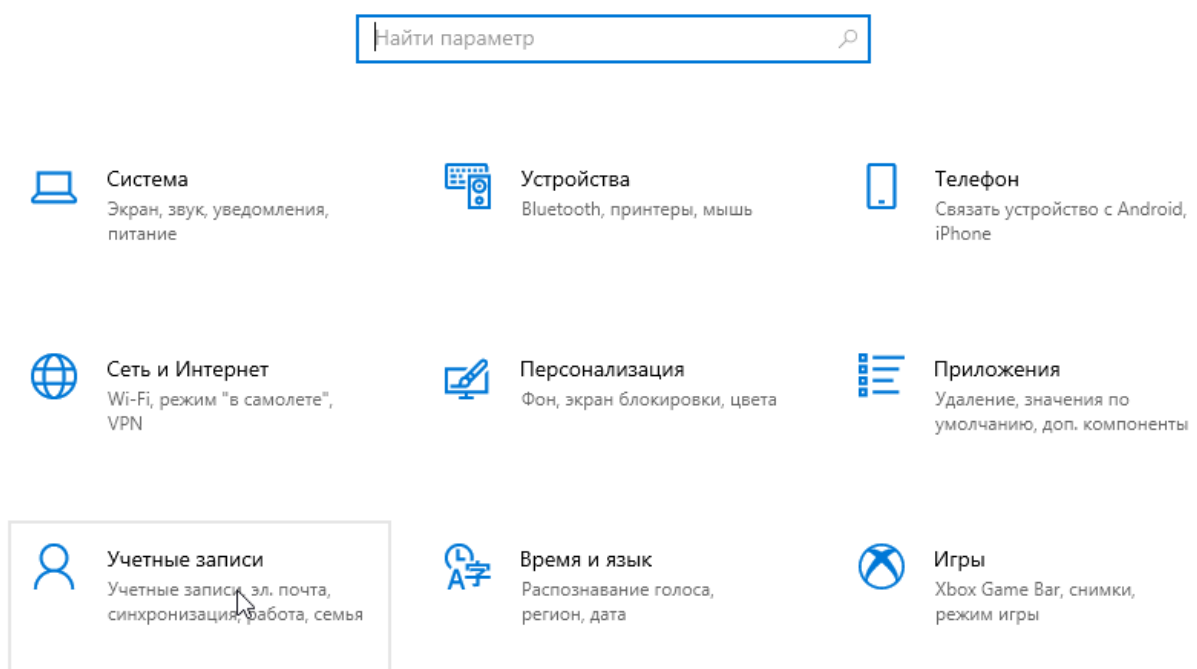 Найти параметр
Система
Экран, звук, уведомления,
питание
Устройства
Bluetooth, принтеры, мышь
Телефон
Связать устройство с Android,
iPhone
Сеть и Интернет
Wi-Fi, режим "в самолете",
VPN
Персонализация
Фон, экран блокировки, цвета
Приложения
Удаление, значения по
умолчанию, доп. компоненты
Учетные записи
Учетные записи, эл. почта,
синхронизация, работа, семья
Время и язык
Распознавание голоса,
регион, дата
Игры
Xbox Game Bar, снимки,
режим игры